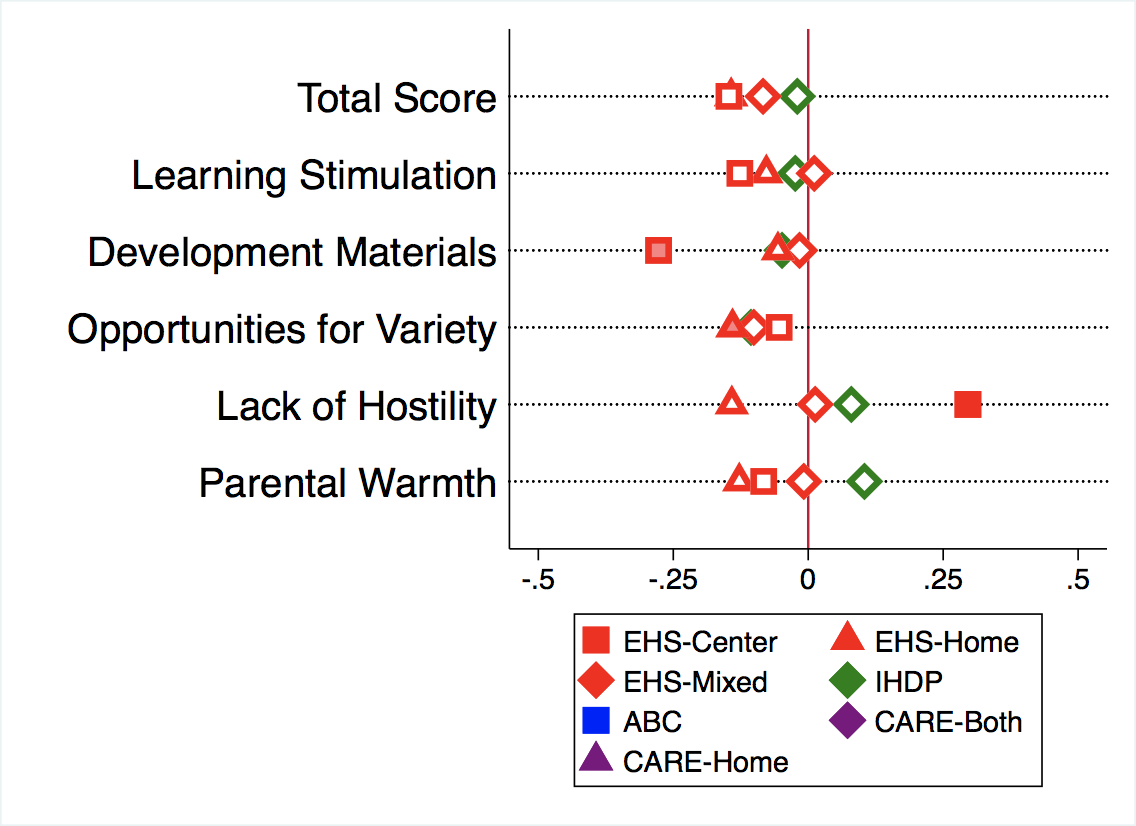 Total Score
Learning Stimulation
Development Materials
Opportunities for Variety
Lack of Hostility
Parental Warmth
-.5 -.25 0 .25 .5
EHS-Center EHS-Home
EHS-Mixed IHDP
ABC CARE-Both
CARE-Home